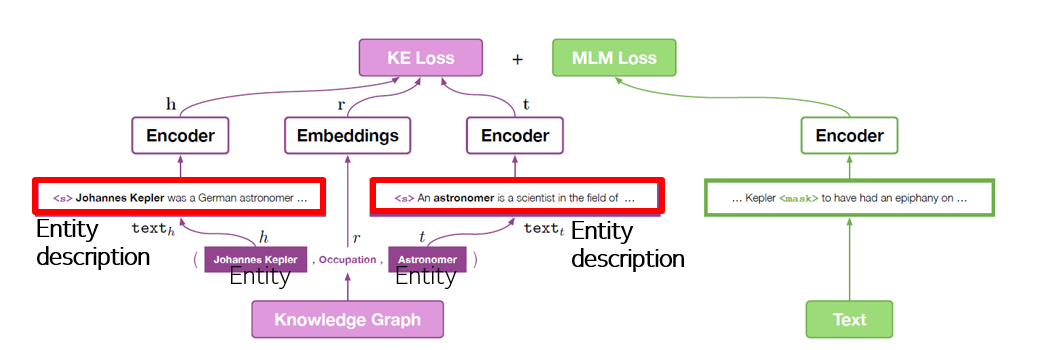 KE Loss + MLM Loss
h r t
Encoder Embeddings Encoder Encoder
<s> Johannes Kepler was a German astronomer ...
<s> An astronomer is a scientist in the field of ...
... Kepler <mask> to have had an epiphany on ...
Entity
description
text_h
h
r
t
text_t
Entity
description
( Johannes Kepler , Occupation , Astronomer )
Entity Entity
Knowledge Graph
Text